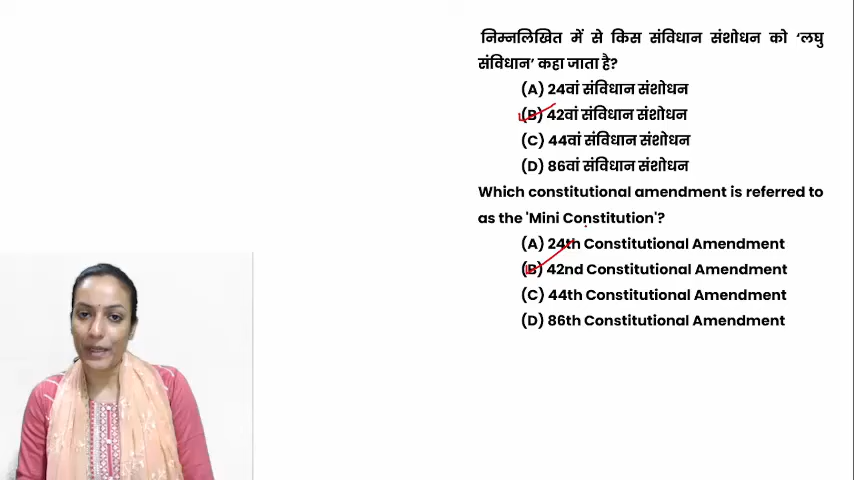 निम्नलिखित में से किस संविधान संशोधन को ‘लघु
संविधान’ कहा जाता है?
(A) 24वां संविधान संशोधन
(B) 42वां संविधान संशोधन
(C) 44वां संविधान संशोधन
(D) 86वां संविधान संशोधन
Which constitutional amendment is referred to
as the 'Mini Constitution'?
(A) 24th Constitutional Amendment
(B) 42nd Constitutional Amendment
(C) 44th Constitutional Amendment
(D) 86th Constitutional Amendment